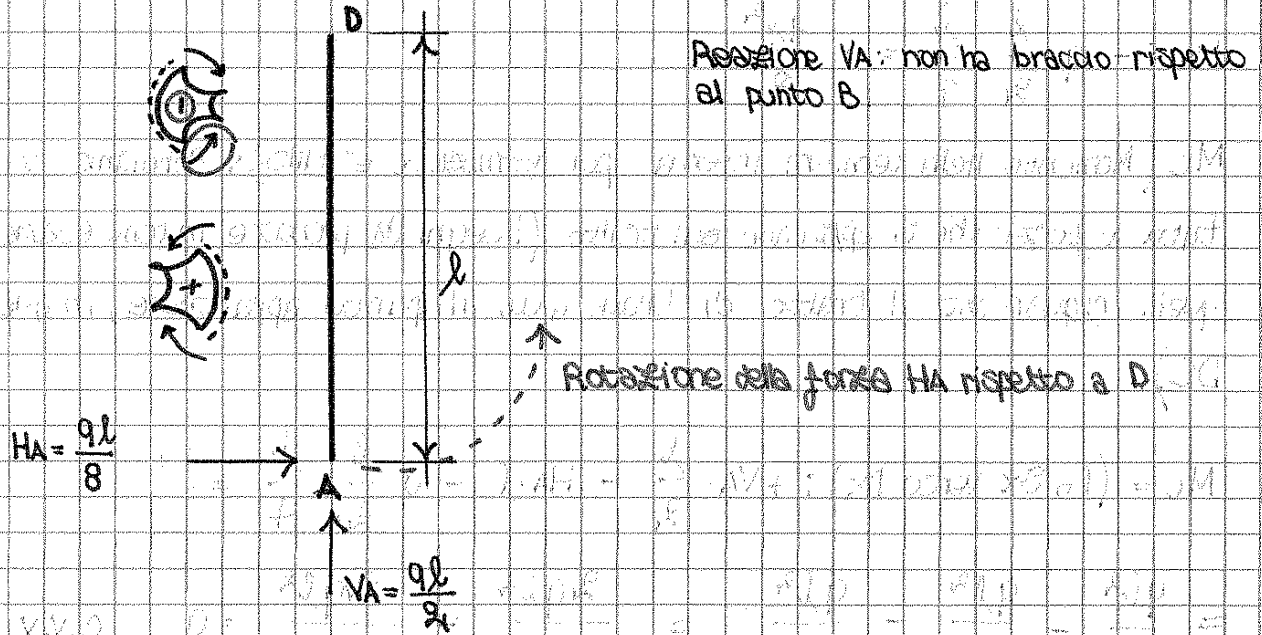 D
Reazione VA: non ha braccio rispetto
al punto B
l
Rotazione della forza HA rispetto a D
HA = ql/8
A
VA = ql/2